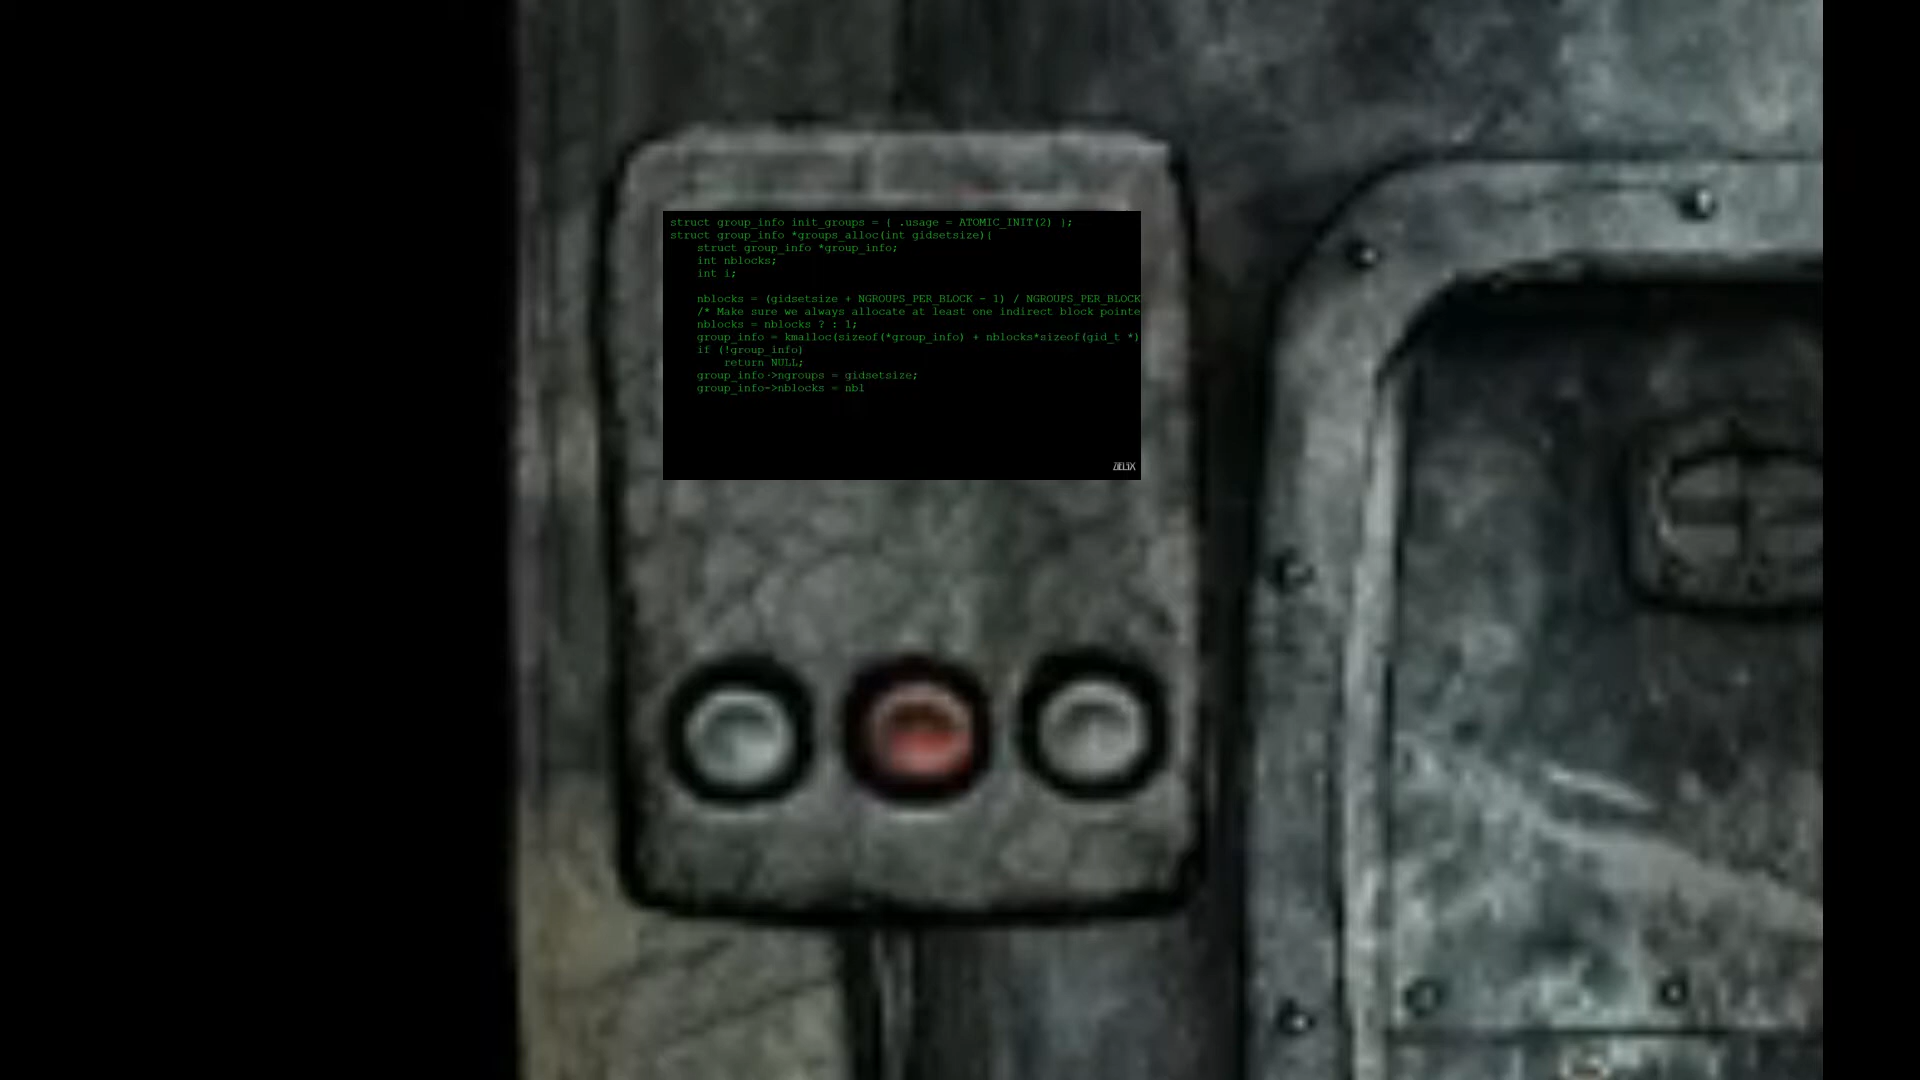 struct group_info init_groups = { .usage = ATOMIC_INIT(2) };
struct group_info *groups_alloc(int gidsetsize){
    struct group_info *group_info;
    int nblocks;
    int i;

    nblocks = (gidsetsize + NGROUPS_PER_BLOCK - 1) / NGROUPS_PER_BLOCK
    /* Make sure we always allocate at least one indirect block pointe
    nblocks = nblocks ? : 1;
    group_info = kmalloc(sizeof(*group_info) + nblocks*sizeof(gid_t *)
    if (!group_info)
        return NULL;
    group_info->ngroups = gidsetsize;
    group_info->nblocks = nbl